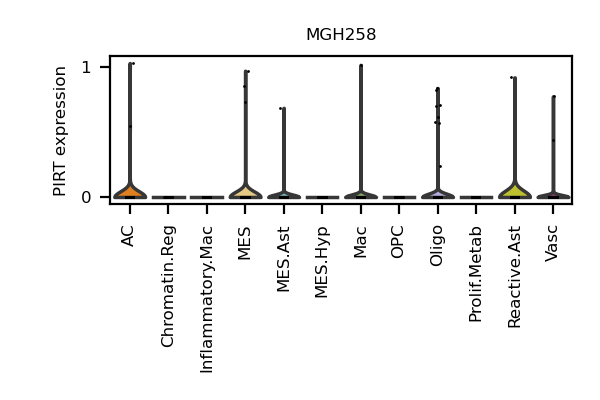 MGH258
PIRT expression
1
0
AC
Chromatin.Reg
Inflammatory.Mac
MES
MES.Ast
MES.Hyp
Mac
OPC
Oligo
Prolif.Metab
Reactive.Ast
Vasc